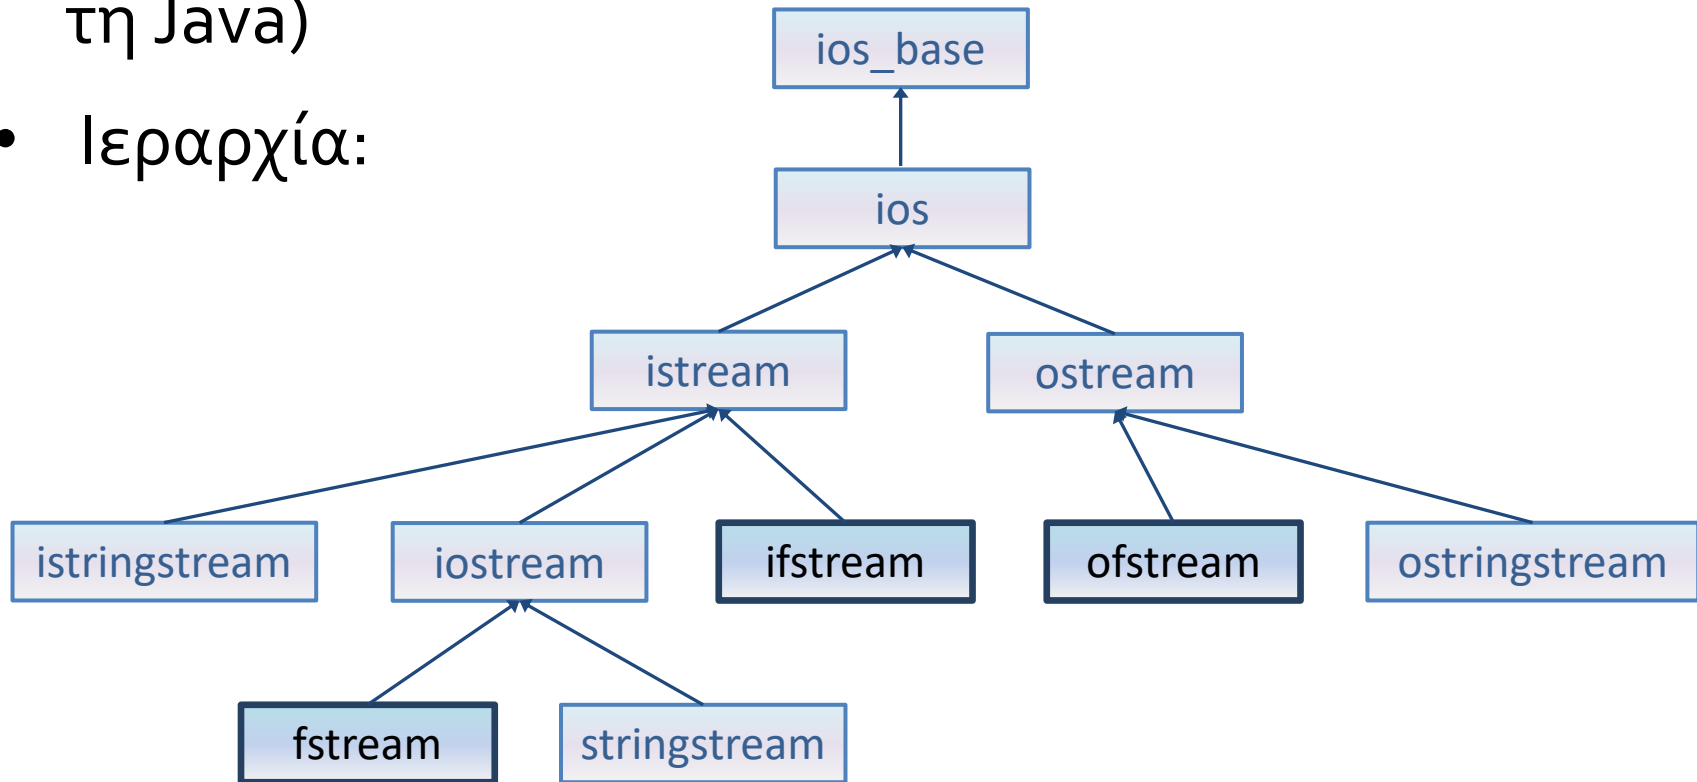 τη Java)
• Ιεραρχία:
ios_base
ios
istream ostream
istringstream iostream ifstream ofstream ostringstream
fstream stringstream